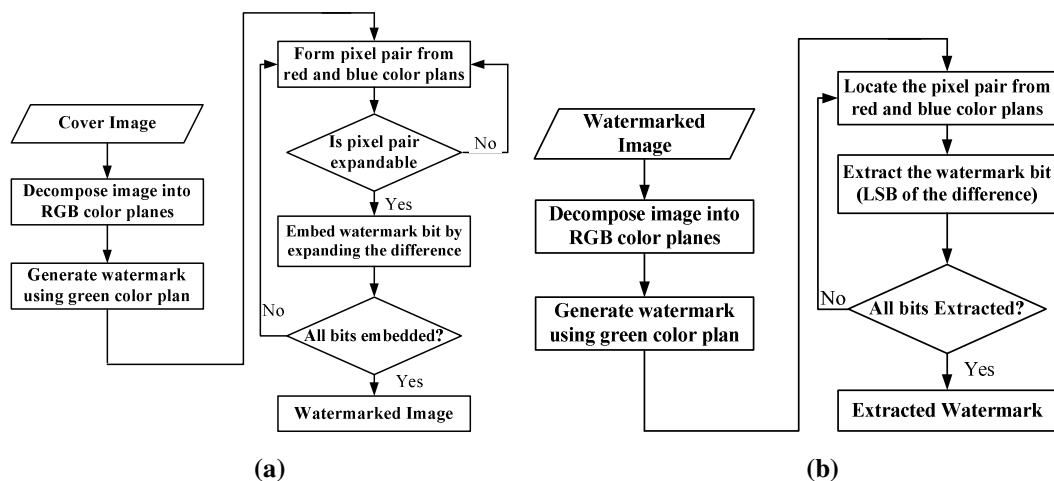 Cover Image
Decompose image into
RGB color planes
Generate watermark
using green color plan
Form pixel pair from
red and blue color plans
Is pixel pair
expandable
No
Yes
Embed watermark bit by
expanding the difference
No
All bits embedded?
Yes
Watermarked Image
(a)
Watermarked
Image
Decompose image into
RGB color planes
Generate watermark
using green color plan
Locate the pixel pair from
red and blue color plans
Extract the watermark bit
(LSB of the difference)
No
All bits Extracted?
Yes
Extracted Watermark
(b)